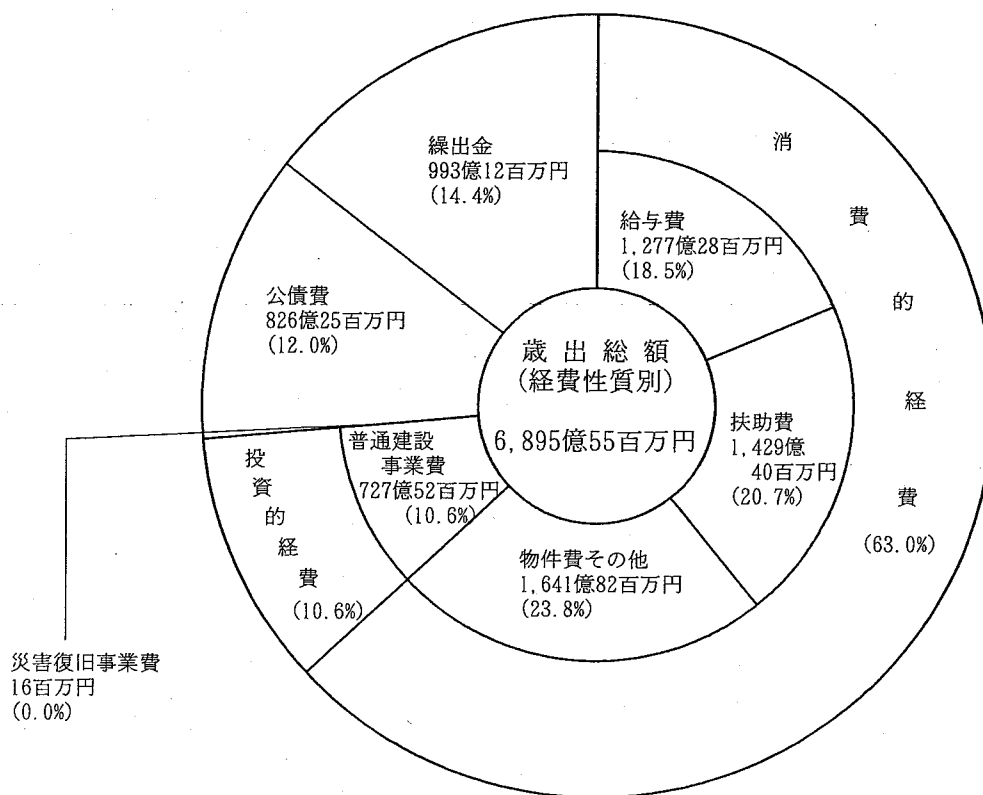 歳出総額
(経費性質別)
6,895億55百万円
消費的経費
(63.0%)
給与費
1,277億28百万円
(18.5%)
扶助費
1,429億
40百万円
(20.7%)
物件費その他
1,641億82百万円
(23.8%)
投資的経費
(10.6%)
普通建設
事業費
727億52百万円
(10.6%)
災害復旧事業費
16百万円
(0.0%)
公債費
826億25百万円
(12.0%)
繰出金
993億12百万円
(14.4%)